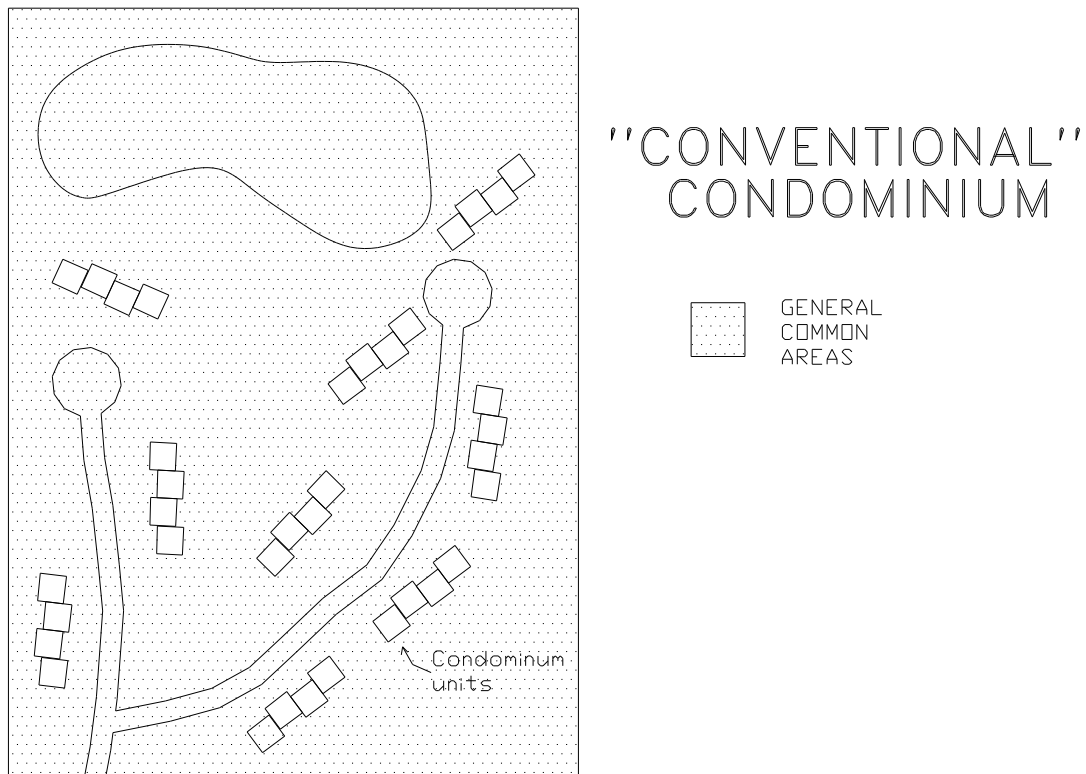 "CONVENTIONAL"
CONDOMINIUM
GENERAL
COMMON
AREAS
Condominum
units